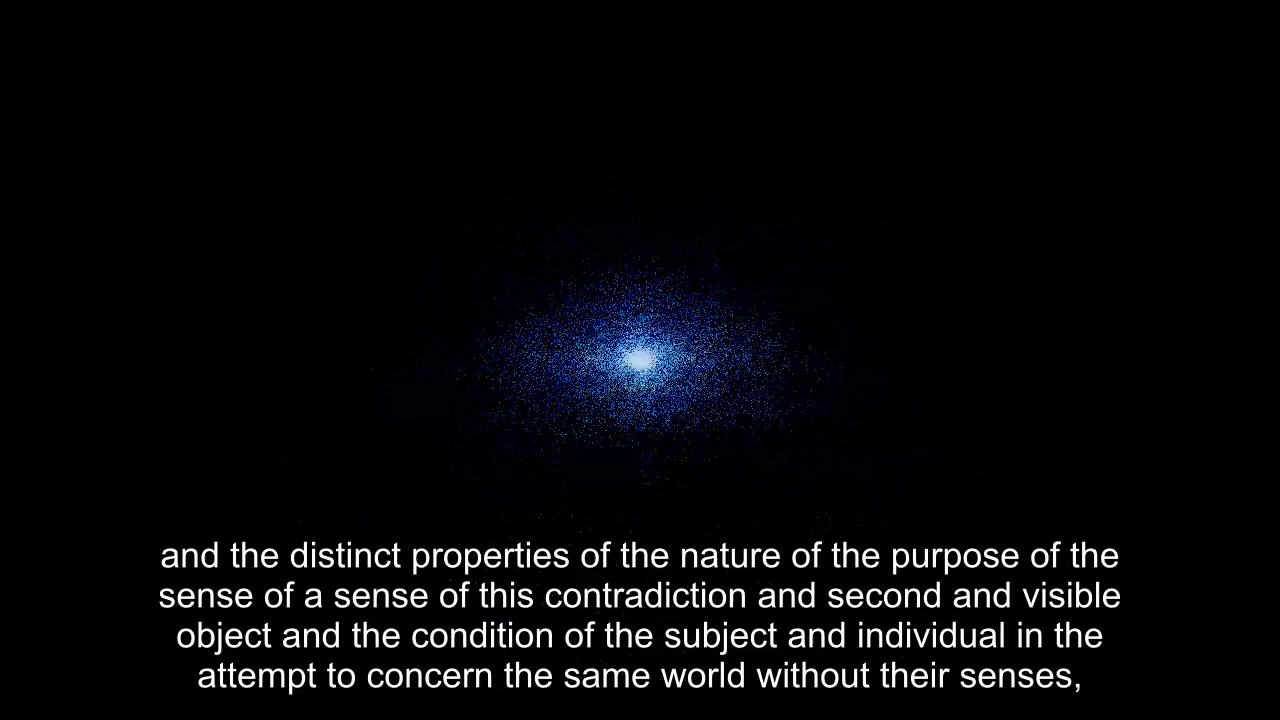 and the distinct properties of the nature of the purpose of the
sense of a sense of this contradiction and second and visible
object and the condition of the subject and individual in the
attempt to concern the same world without their senses,